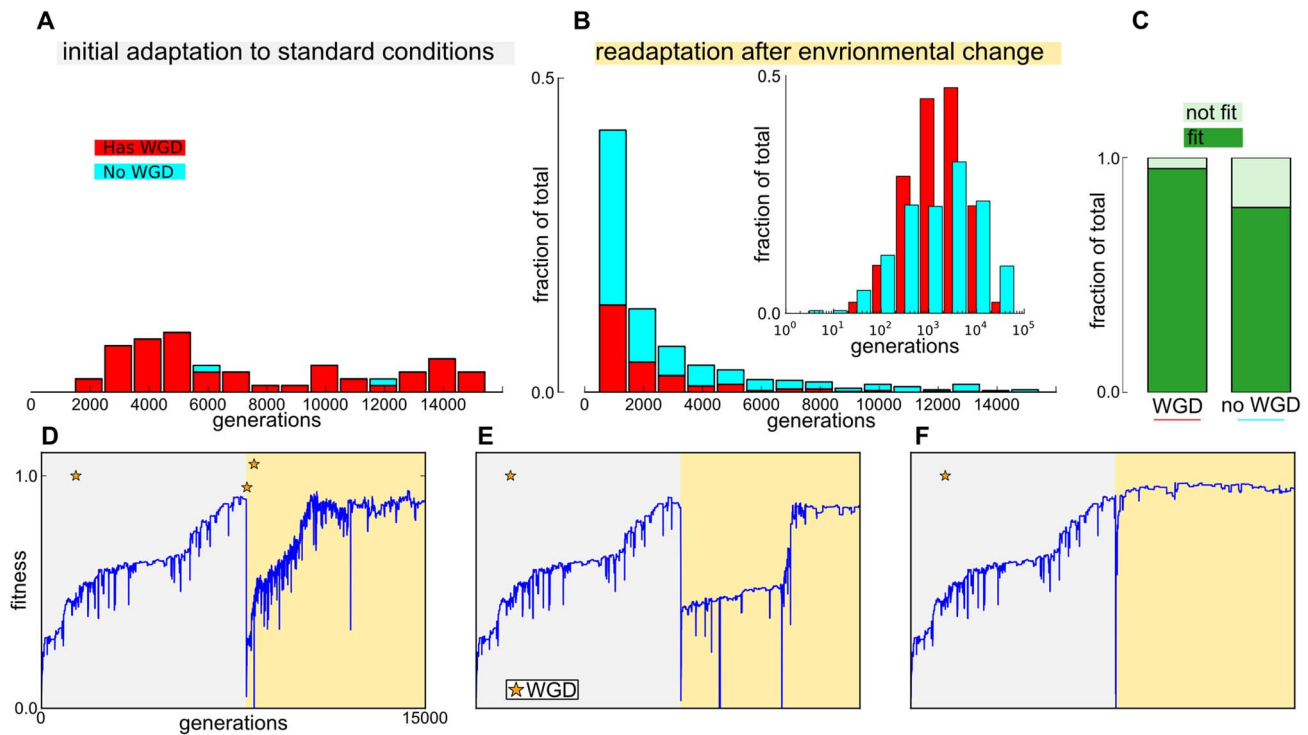 A
initial adaptation to standard conditions
Has WGD
No WGD
0 2000 4000 6000 8000 10000 12000 14000
generations
B
readaptation after envrionmental change
0.5
fraction of total
0.0
0 2000 4000 6000 8000 10000 12000 14000
generations
0.5
fraction of total
0.0
10^0 10^1 10^2 10^3 10^4 10^5
generations
C
not fit
fit
1.0
fraction of total
0.0
WGD no WGD
D
1.0
fitness
0.0
0 15000
generations
E
WGD
F